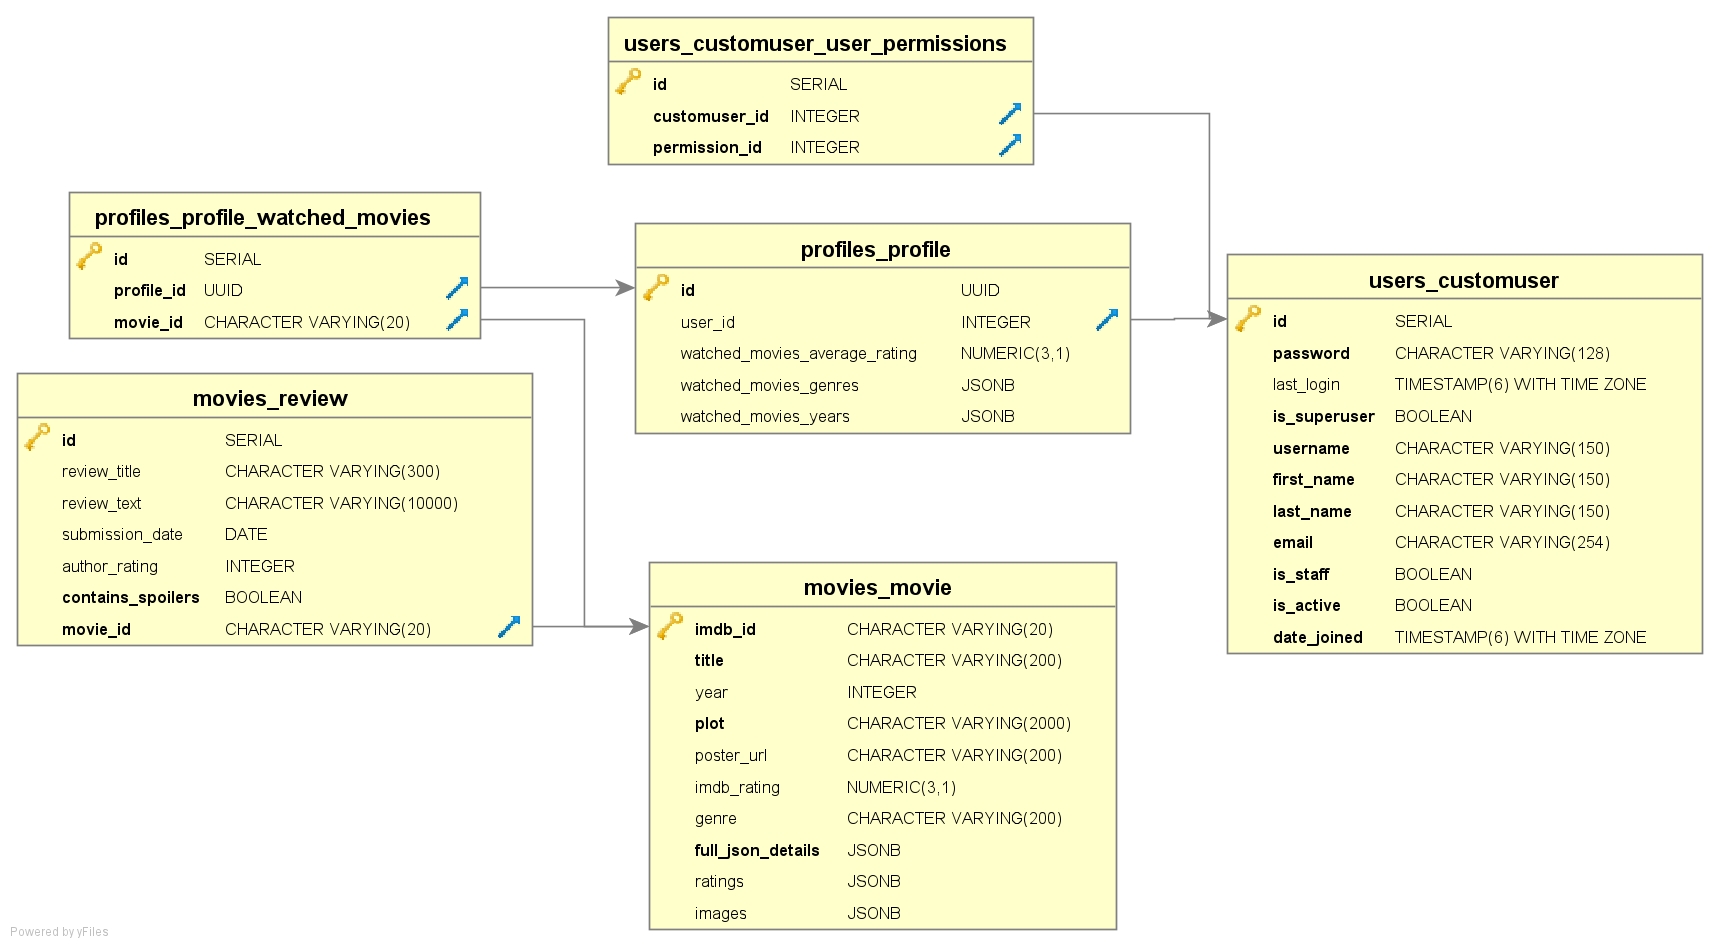 users_customuser_user_permissions
id SERIAL
customuser_id INTEGER
permission_id INTEGER
profiles_profile_watched_movies
id SERIAL
profile_id UUID
movie_id CHARACTER VARYING(20)
profiles_profile
id UUID
user_id INTEGER
watched_movies_average_rating NUMERIC(3,1)
watched_movies_genres JSONB
watched_movies_years JSONB
users_customuser
id SERIAL
password CHARACTER VARYING(128)
last_login TIMESTAMP(6) WITH TIME ZONE
is_superuser BOOLEAN
username CHARACTER VARYING(150)
first_name CHARACTER VARYING(150)
last_name CHARACTER VARYING(150)
email CHARACTER VARYING(254)
is_staff BOOLEAN
is_active BOOLEAN
date_joined TIMESTAMP(6) WITH TIME ZONE
movies_review
id SERIAL
review_title CHARACTER VARYING(300)
review_text CHARACTER VARYING(10000)
submission_date DATE
author_rating INTEGER
contains_spoilers BOOLEAN
movie_id CHARACTER VARYING(20)
movies_movie
imdb_id CHARACTER VARYING(20)
title CHARACTER VARYING(200)
year INTEGER
plot CHARACTER VARYING(2000)
poster_url CHARACTER VARYING(200)
imdb_rating NUMERIC(3,1)
genre CHARACTER VARYING(200)
full_json_details JSONB
ratings JSONB
images JSONB
Powered by yFiles